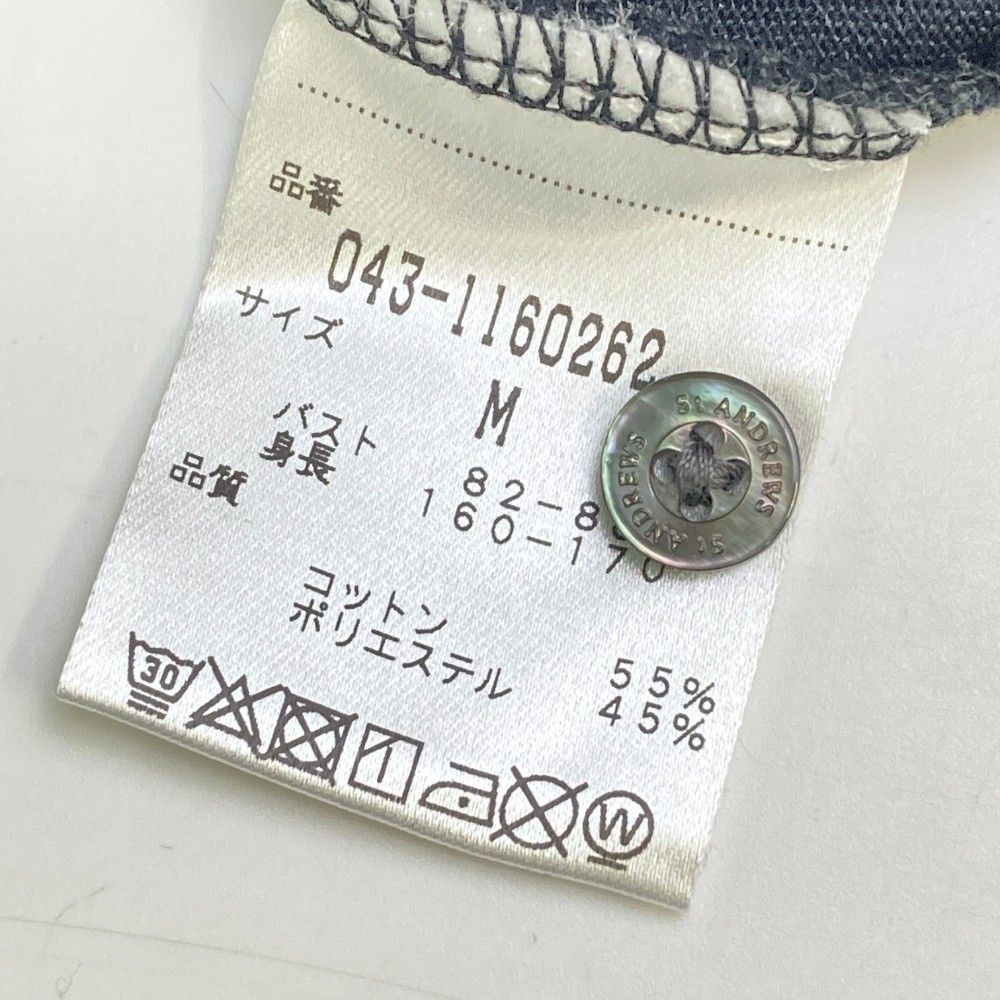 品番
043-1160262
サイズ
M
バスト 82-8
身長 160-170
品質
コットン 55%
ポリエステル 45%
30
W
St ANDREWS
St ANDREWS